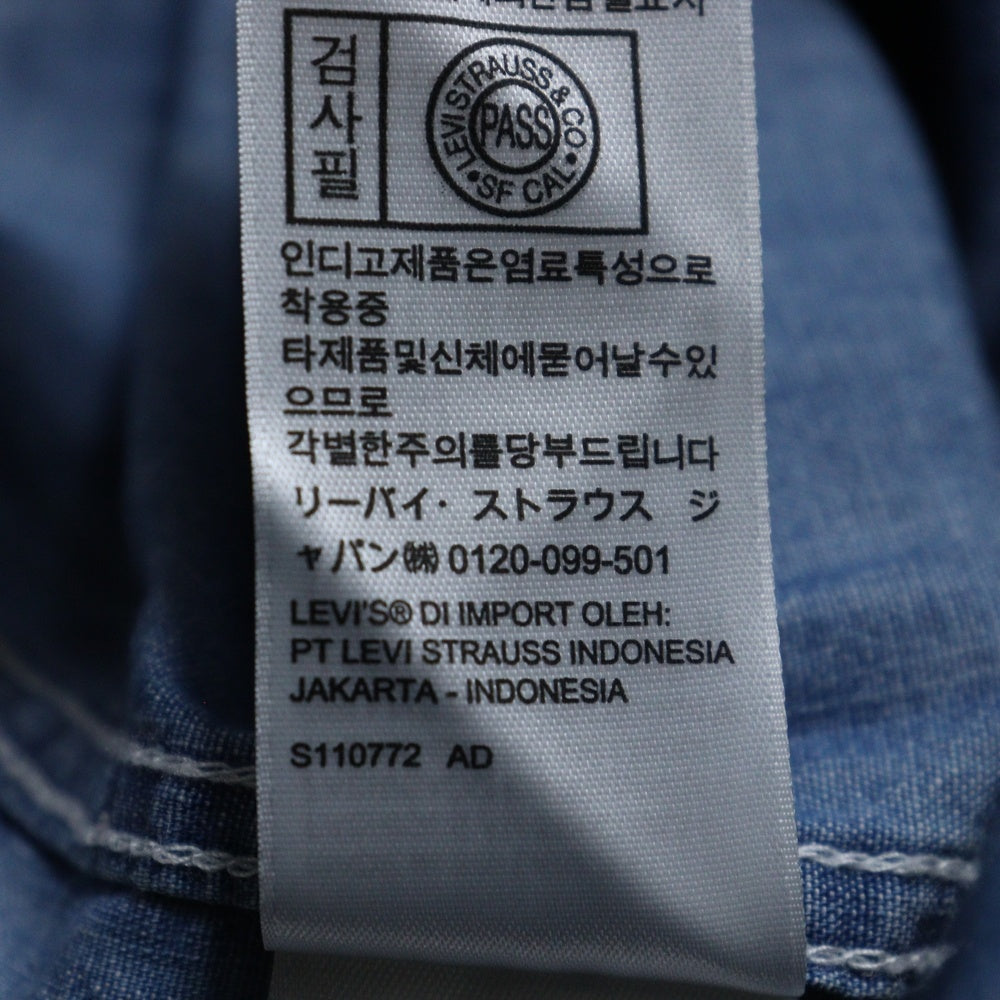 검사필
LEVI STRAUSS & CO
PASS
• SF CAL •
인디고제품은염료특성으로
착용중
타제품및신체에묻어날수있
으므로
각별한주의를당부드립니다
リーバイ・ストラウス ジ
ャパン㈱ 0120-099-501
LEVI'S® DI IMPORT OLEH:
PT LEVI STRAUSS INDONESIA
JAKARTA - INDONESIA
S110772 AD